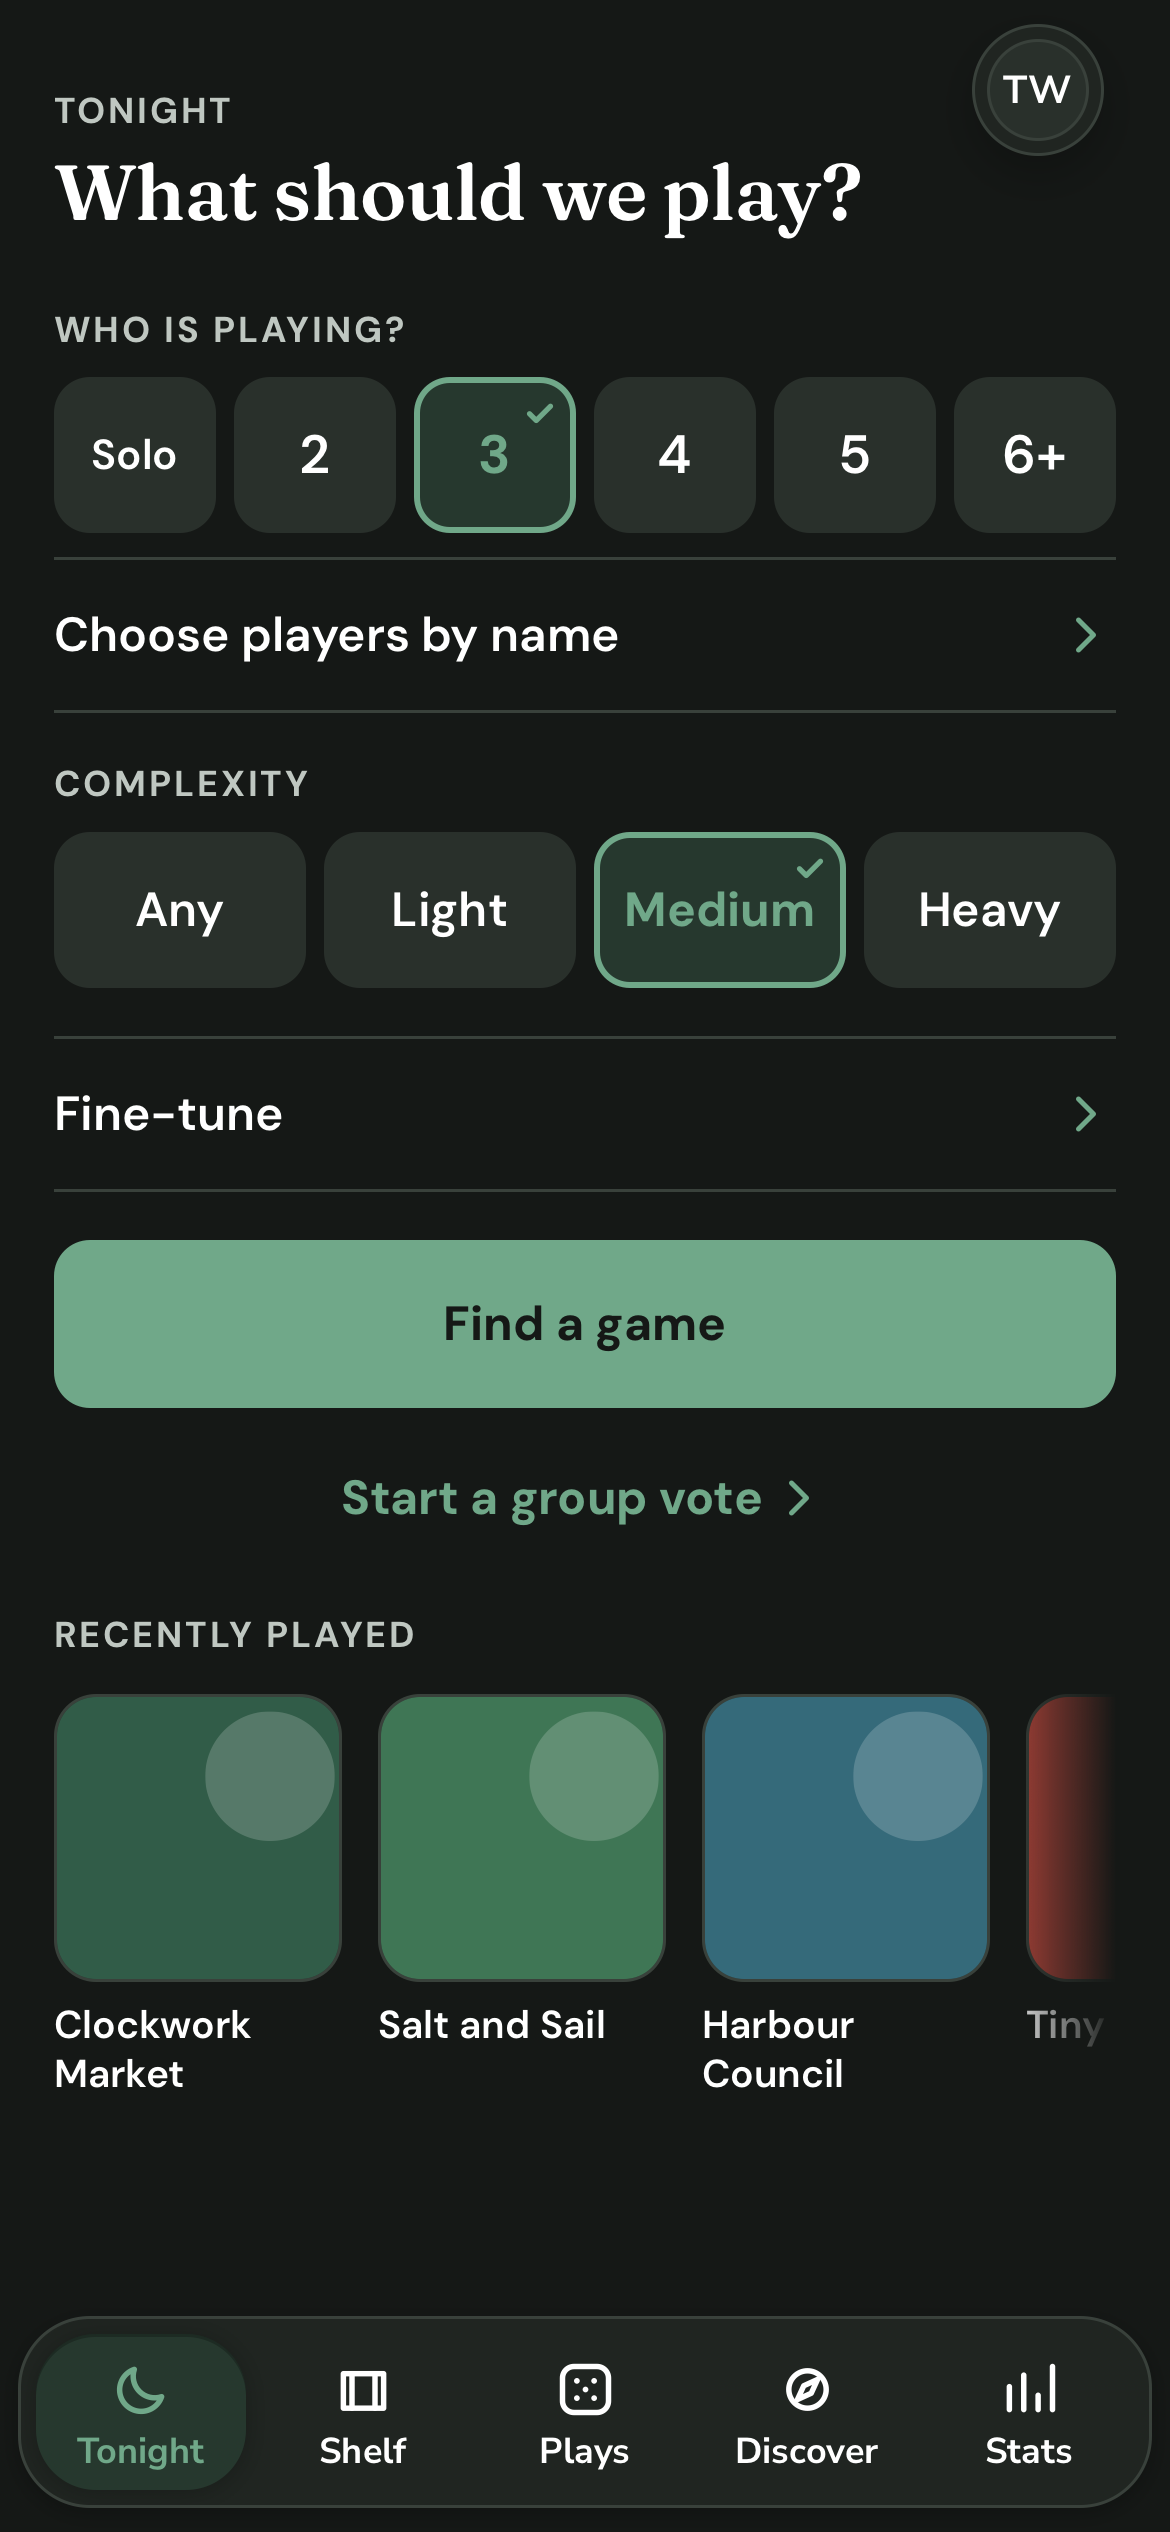 TW
TONIGHT
What should we play?
WHO IS PLAYING?
Solo 2 3 4 5 6+
Choose players by name
COMPLEXITY
Any Light Medium Heavy
Fine-tune
Find a game
Start a group vote
RECENTLY PLAYED
Clockwork
Market
Salt and Sail
Harbour
Council
Tiny
Tonight Shelf Plays Discover Stats